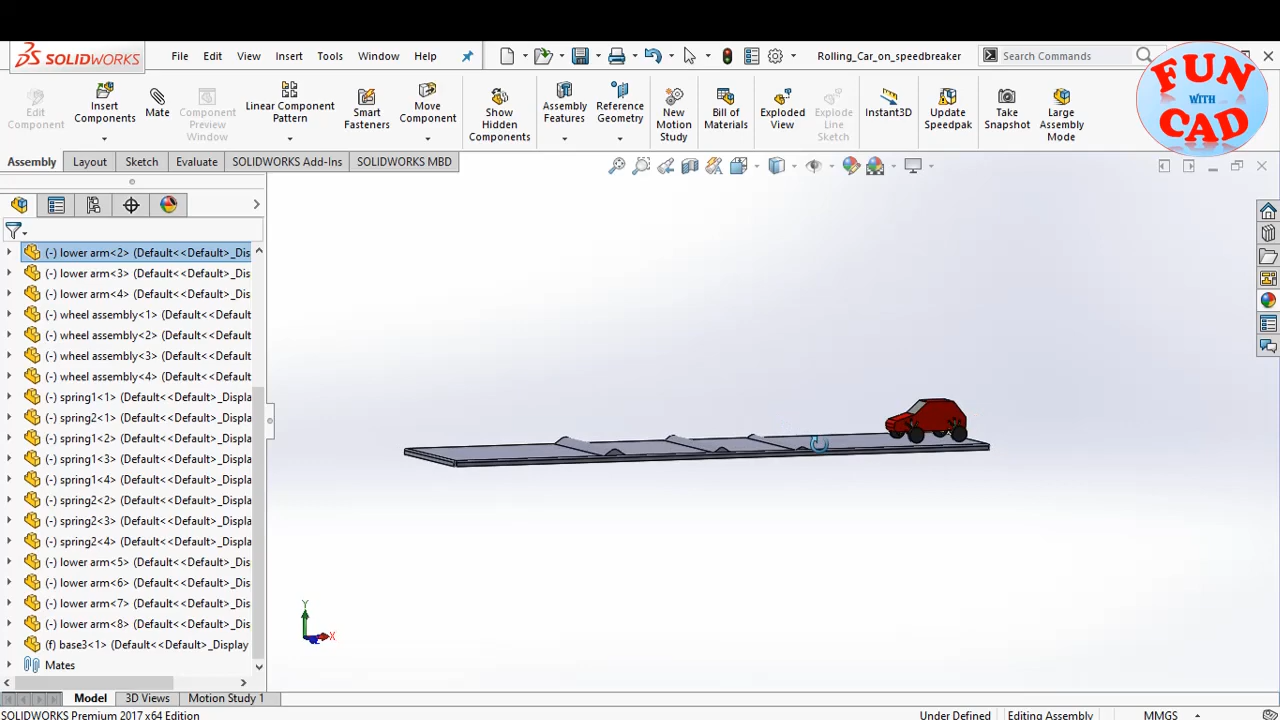 SOLIDWORKS File Edit View Insert Tools Window Help Rolling_Car_on_speedbreaker Search Commands
Edit Component
Insert Components
Mate
Component Preview Window
Linear Component Pattern
Smart Fasteners
Move Component
Show Hidden Components
Assembly Features
Reference Geometry
New Motion Study
Bill of Materials
Exploded View
Explode Line Sketch
Instant3D
Update Speedpak
Take Snapshot
Large Assembly Mode
FUN
WITH
CAD
Assembly Layout Sketch Evaluate SOLIDWORKS Add-Ins SOLIDWORKS MBD
(-) lower arm<2> (Default<<Default>_Dis
(-) lower arm<3> (Default<<Default>_Dis
(-) lower arm<4> (Default<<Default>_Dis
(-) wheel assembly<1> (Default
(-) wheel assembly<2> (Default
(-) wheel assembly<3> (Default
(-) wheel assembly<4> (Default
(-) spring1<1> (Default<<Default>_Displa
(-) spring2<1> (Default<<Default>_Displa
(-) spring1<2> (Default<<Default>_Displa
(-) spring1<3> (Default<<Default>_Displa
(-) spring1<4> (Default<<Default>_Displa
(-) spring2<2> (Default<<Default>_Displa
(-) spring2<3> (Default<<Default>_Displa
(-) spring2<4> (Default<<Default>_Displa
(-) lower arm<5> (Default<<Default>_Dis
(-) lower arm<6> (Default<<Default>_Dis
(-) lower arm<7> (Default<<Default>_Dis
(-) lower arm<8> (Default<<Default>_Dis
(f) base3<1> (Default<<Default>_Display
Mates
Y
X
Model 3D Views Motion Study 1
SOLIDWORKS Premium 2017 x64 Edition Under Defined Editing Assembly MMGS